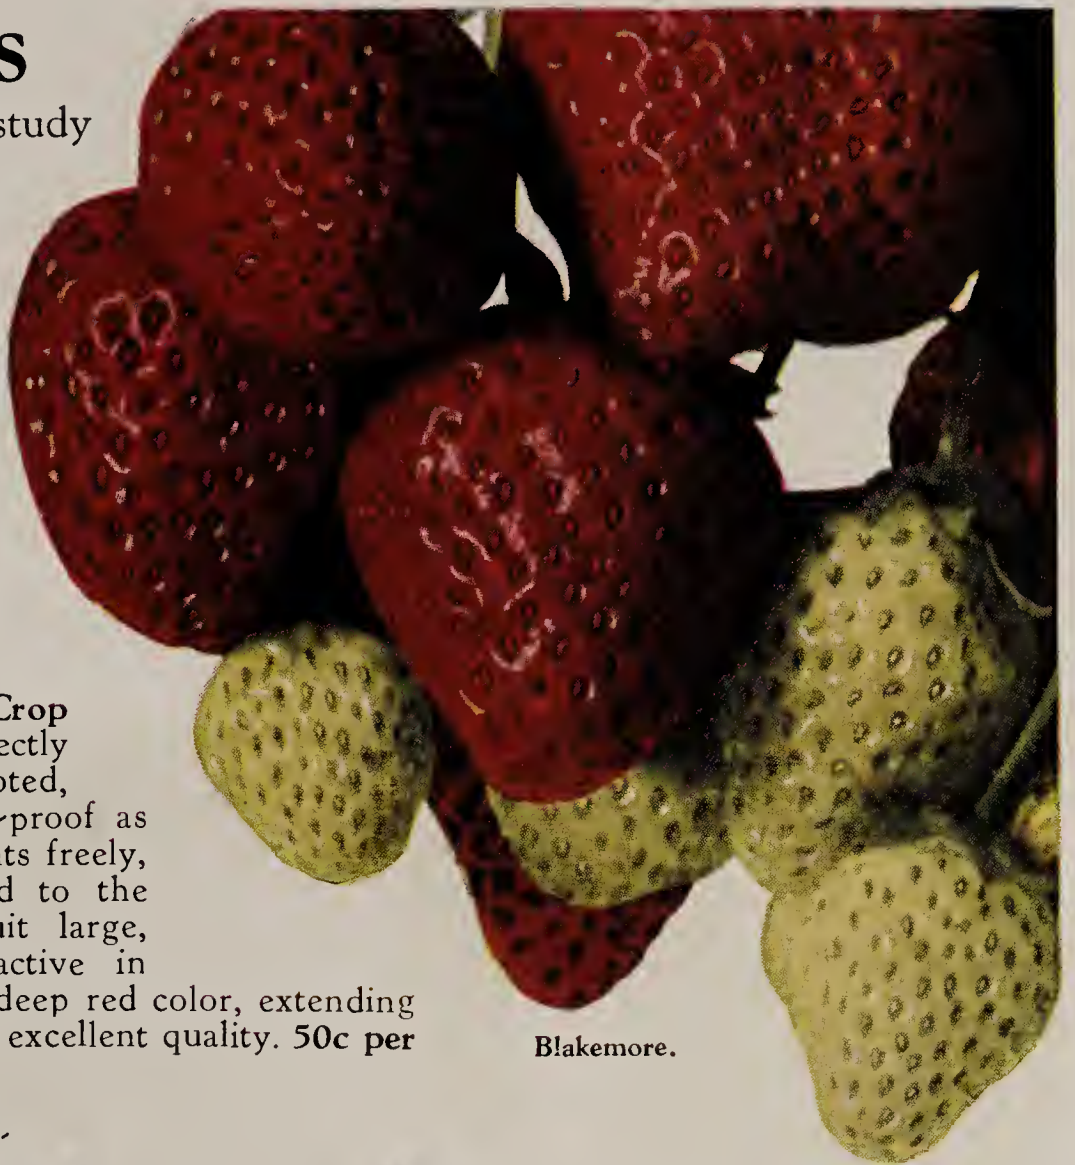 s
study
Crop
ectly
oted,
-proof as
ts freely,
d to the
uit large,
active in
deep red color, extending
excellent quality. 50c per
Blakemore.